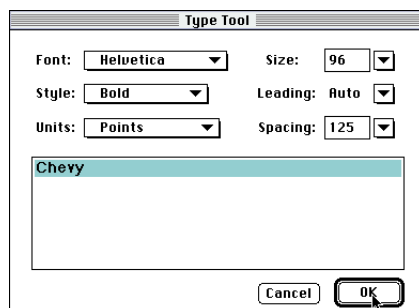 Type Tool
Font: Helvetica Size: 96
Style: Bold Leading: Auto
Units: Points Spacing: 125
Chevy
Cancel OK